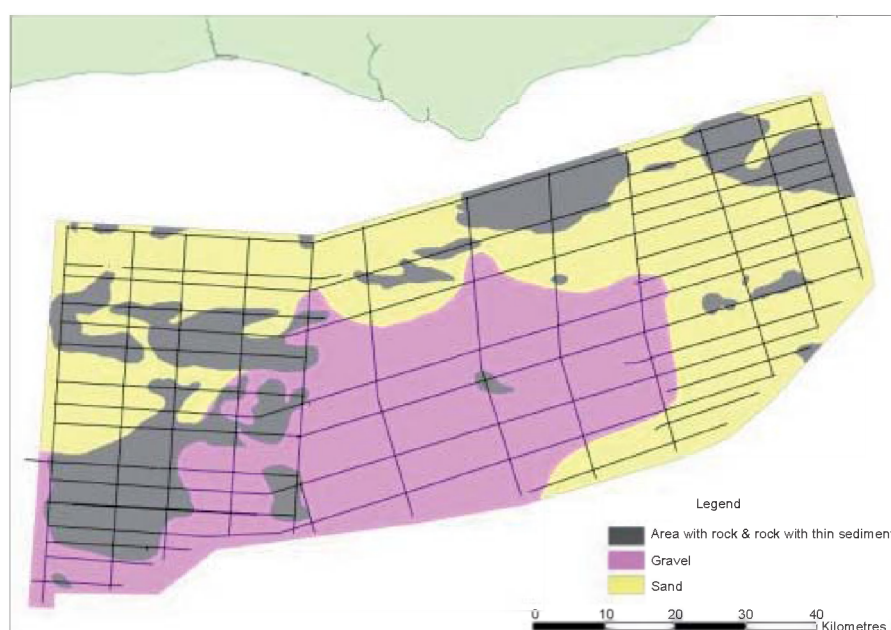 Legend
Area with rock & rock with thin sediment
Gravel
Sand
0 10 20 30 40
Kilometres